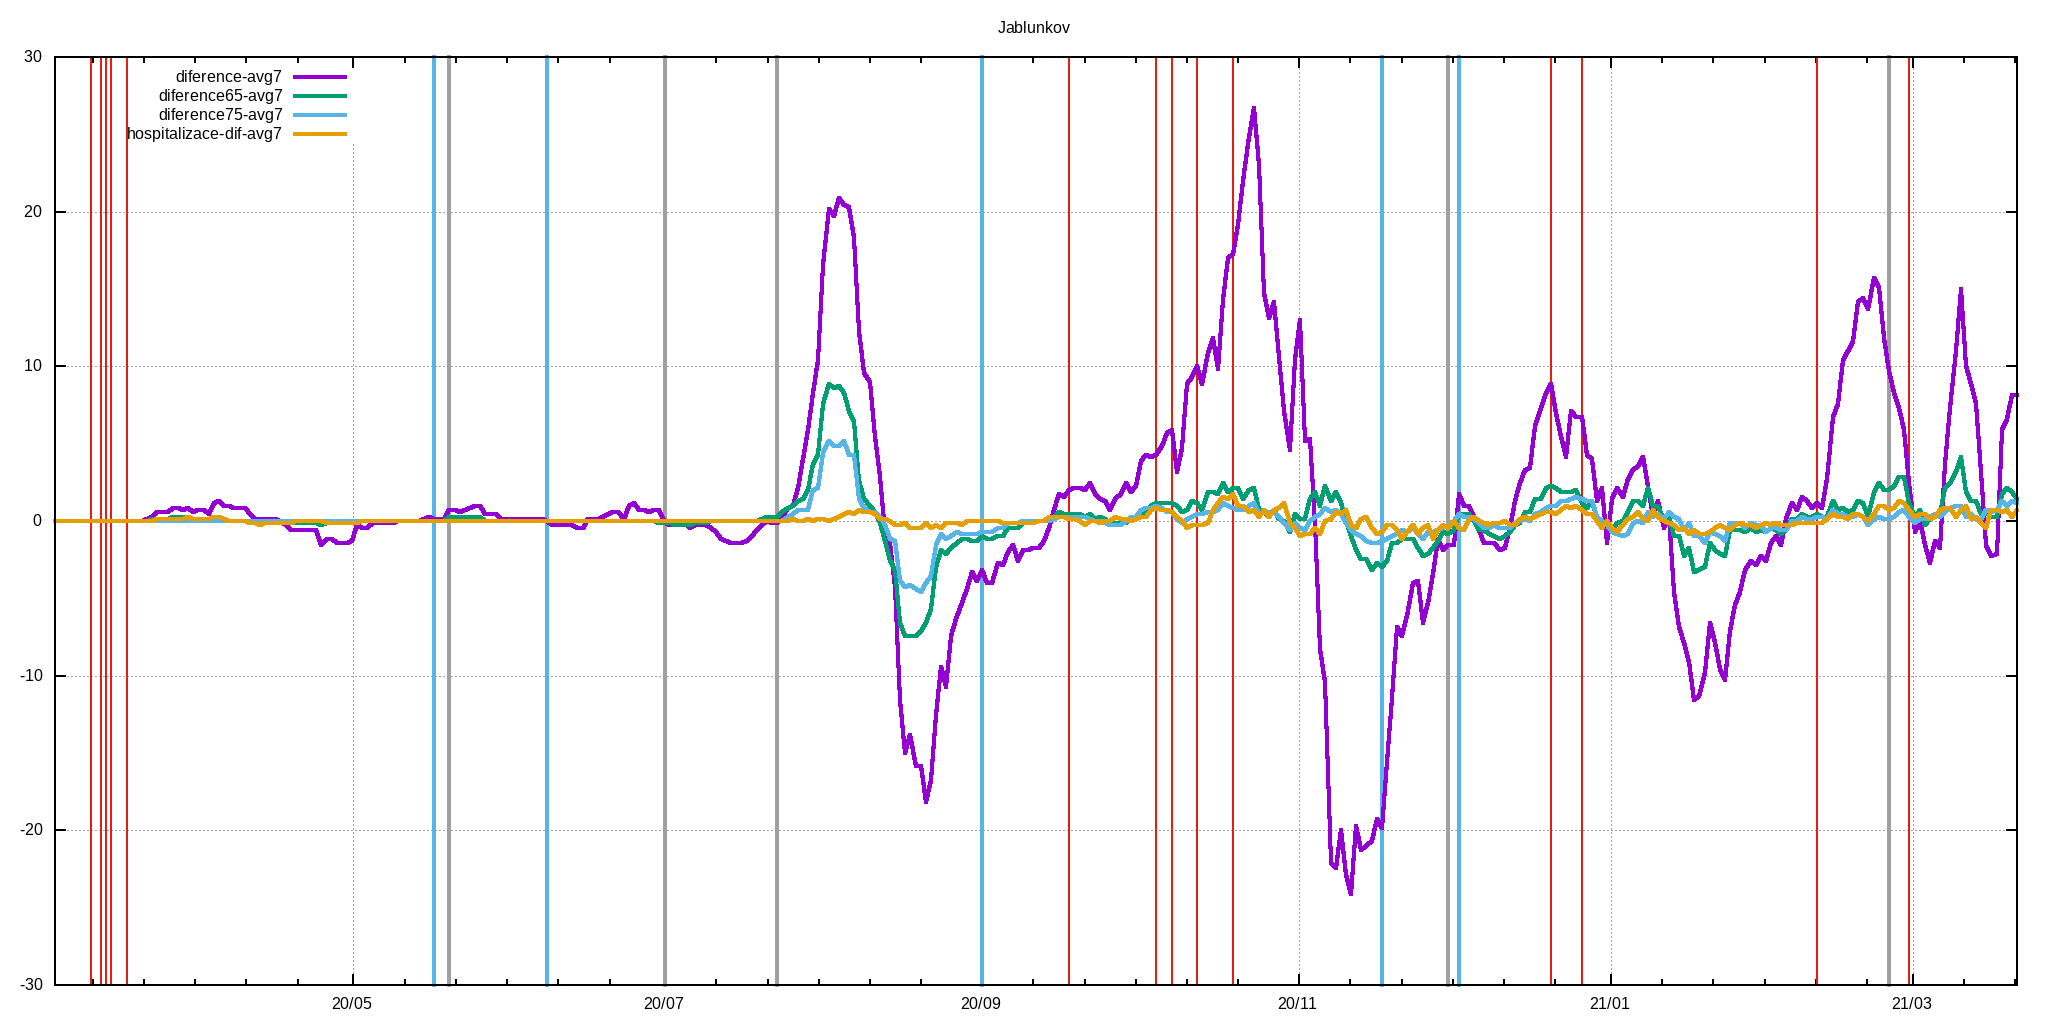 Jablunkov
30
diference-avg7
diference65-avg7
diference75-avg7
hospitalizace-dif-avg7
20
10
0
-10
-20
-30
20/05 20/07 20/09 20/11 21/01 21/03